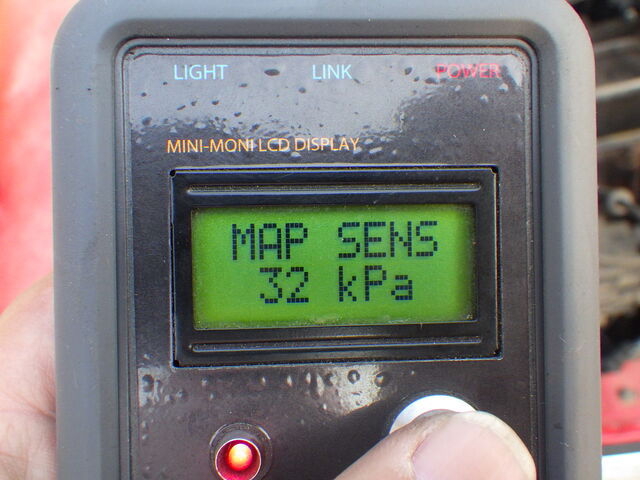 LIGHT LINK POWER
MINI-MONI LCD DISPLAY
MAP SENS
32 kPa